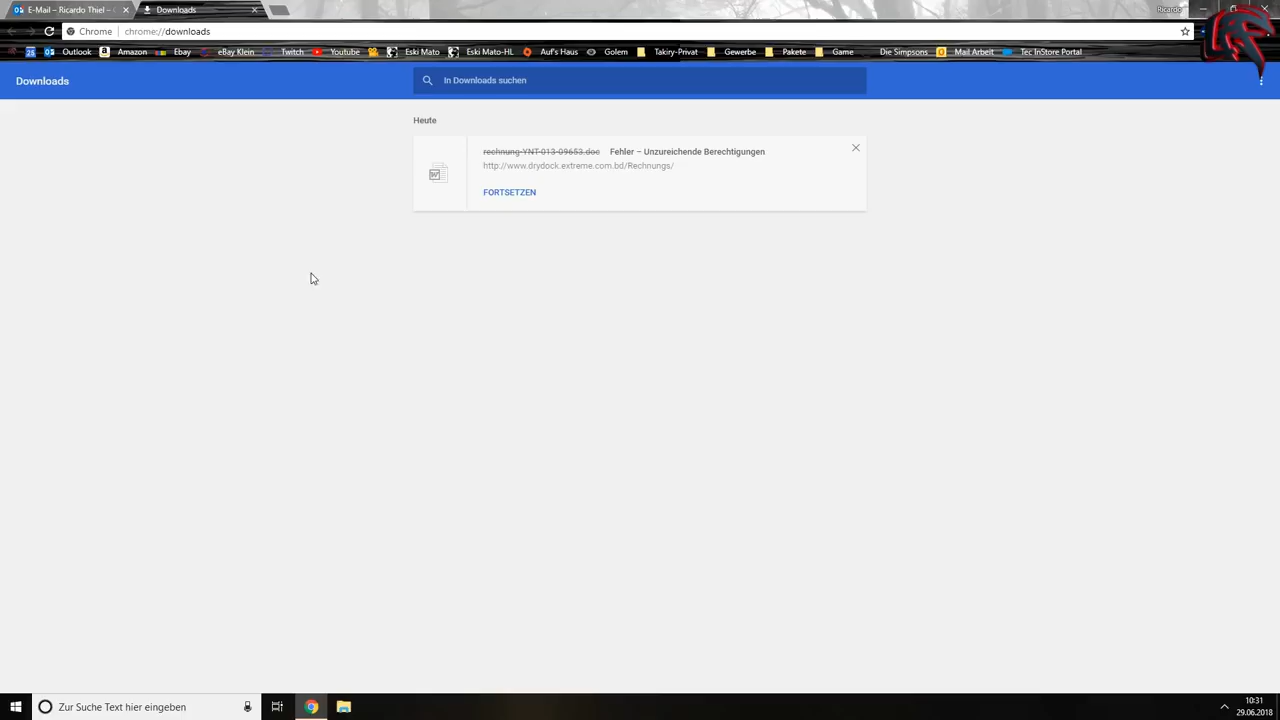 E-Mail – Ricardo Thiel –
Downloads
Ricardo
Chrome
chrome://downloads
Outlook
Amazon
Ebay
eBay Klein
Twitch
Youtube
Eski Mato
Eski Mato-HL
Auf's Haus
Golem
Takiry-Privat
Gewerbe
Pakete
Game
Die Simpsons
Mail Arbeit
Tec InStore Portal
Downloads
In Downloads suchen
Heute
rechnung-YNT-013-09653.doc Fehler – Unzureichende Berechtigungen
http://www.drydock.extreme.com.bd/Rechnungs/
FORTSETZEN
Zur Suche Text hier eingeben
10:31
29.06.2018